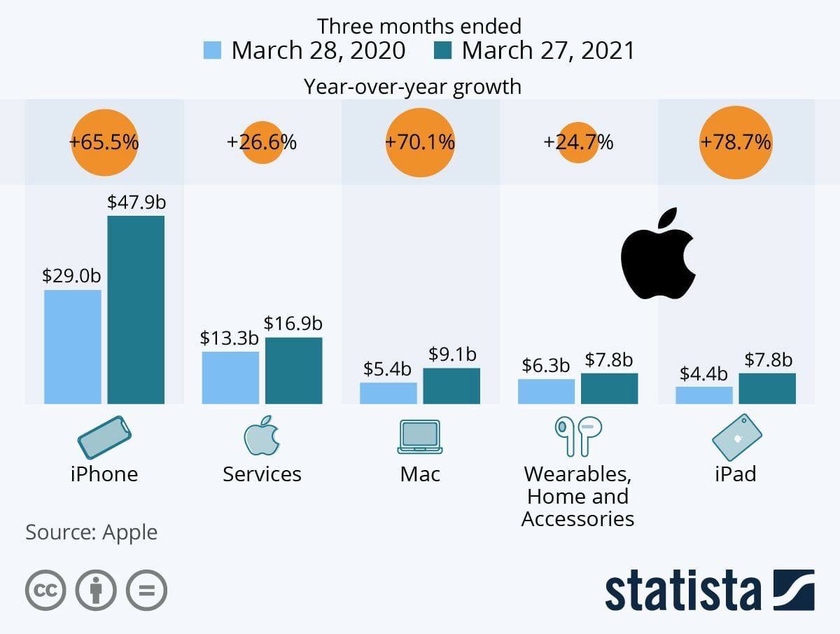 Three months ended
March 28, 2020 March 27, 2021
Year-over-year growth
+65.5% +26.6% +70.1% +24.7% +78.7%
$29.0b $47.9b $13.3b $16.9b $5.4b $9.1b $6.3b $7.8b $4.4b $7.8b
iPhone Services Mac Wearables, iPad
Home and
Accessories
Source: Apple
cc =
statista